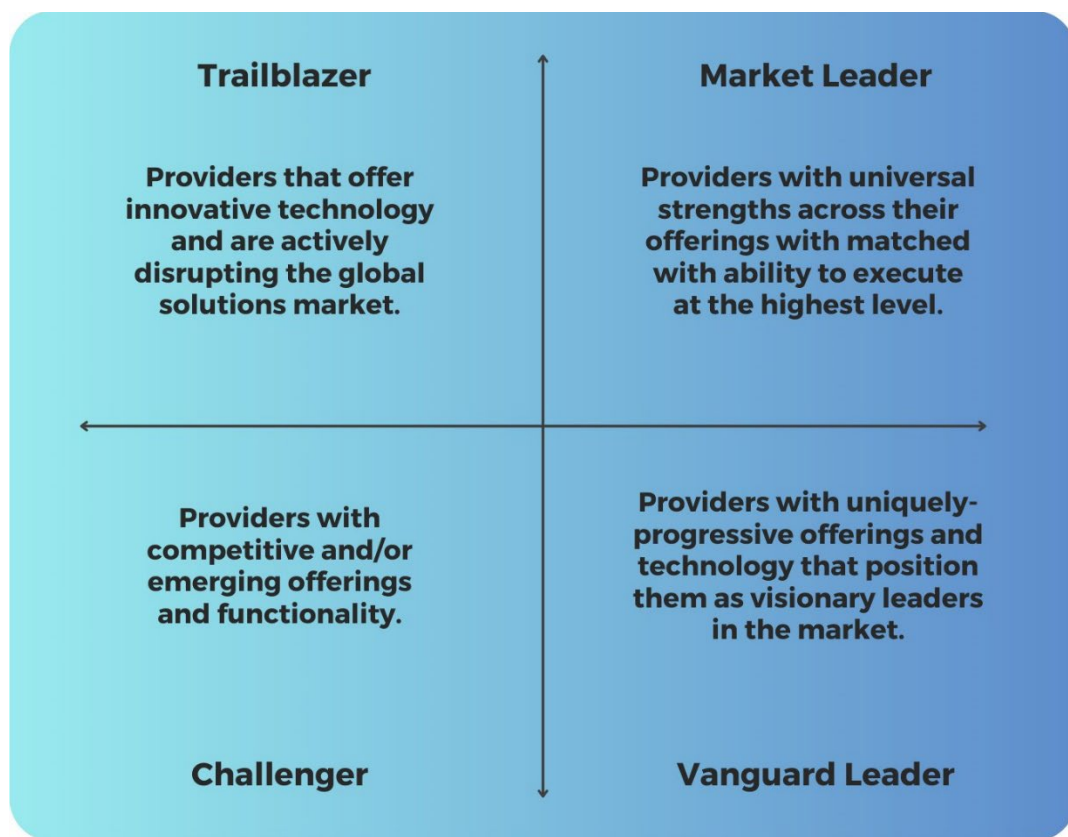 Trailblazer
Providers that offer
innovative technology
and are actively
disrupting the global
solutions market.
Market Leader
Providers with universal
strengths across their
offerings with matched
with ability to execute
at the highest level.
Providers with
competitive and/or
emerging offerings
and functionality.
Challenger
Providers with uniquely-
progressive offerings and
technology that position
them as visionary leaders
in the market.
Vanguard Leader